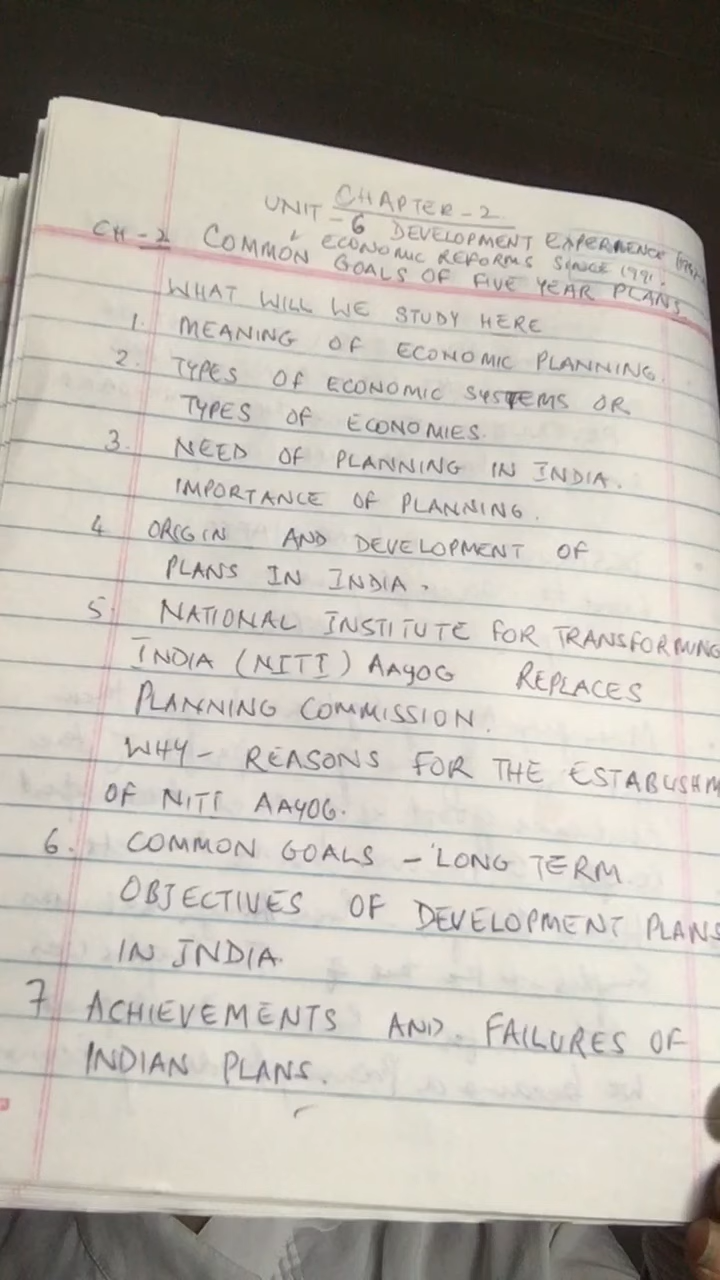 CHAPTER - 2
UNIT - 6 DEVELOPMENT EXPERIENCE
& ECONOMIC REFORMS SINCE 1991.
CH - 2 COMMON GOALS OF FIVE YEAR PLANS
WHAT WILL WE STUDY HERE
1. MEANING OF ECONOMIC PLANNING.
2. TYPES OF ECONOMIC SYSTEMS OR
TYPES OF ECONOMIES.
3. NEED OF PLANNING IN INDIA.
IMPORTANCE OF PLANNING.
4 ORIGIN AND DEVELOPMENT OF
PLANS IN INDIA.
5. NATIONAL INSTITUTE FOR TRANSFORMING
INDIA (NITI) AAYOG REPLACES
PLANNING COMMISSION.
WHY - REASONS FOR THE ESTABLISHM
OF NITI AAYOG.
6. COMMON GOALS - LONG TERM
OBJECTIVES OF DEVELOPMENT PLANS
IN INDIA.
7 ACHIEVEMENTS AND FAILURES OF
INDIAN PLANS.